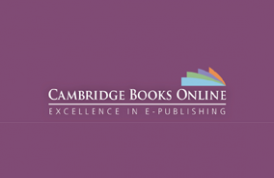 CAMBRIDGE BOOKS ONLINE
EXCELLENCE IN E-PUBLISHING